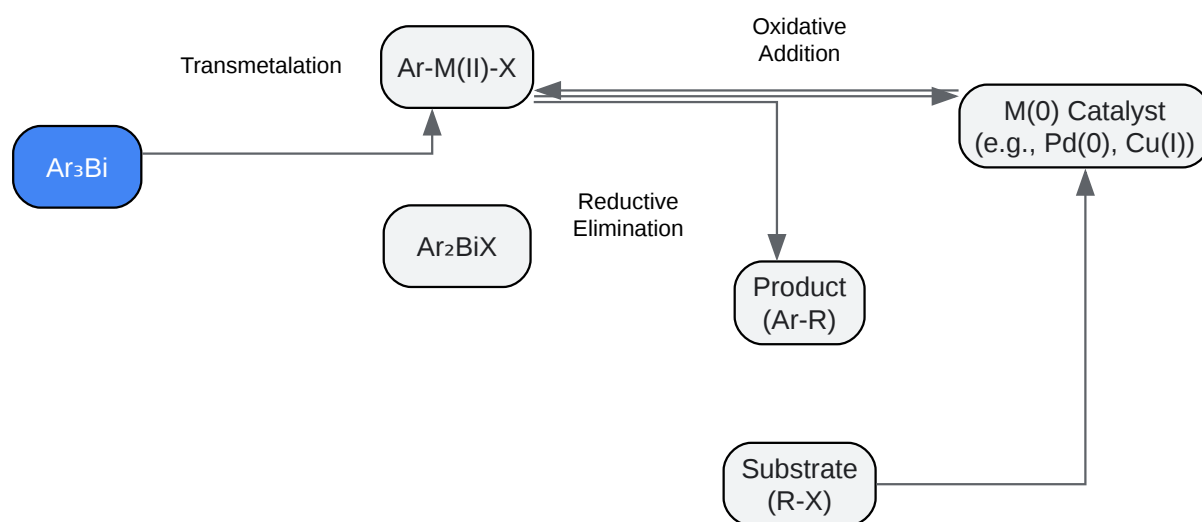 Oxidative
Addition
Transmetalation
Ar-M(II)-X
M(0) Catalyst
(e.g., Pd(0), Cu(I))
Ar₃Bi
Reductive
Elimination
Ar₂BiX
Product
(Ar-R)
Substrate
(R-X)